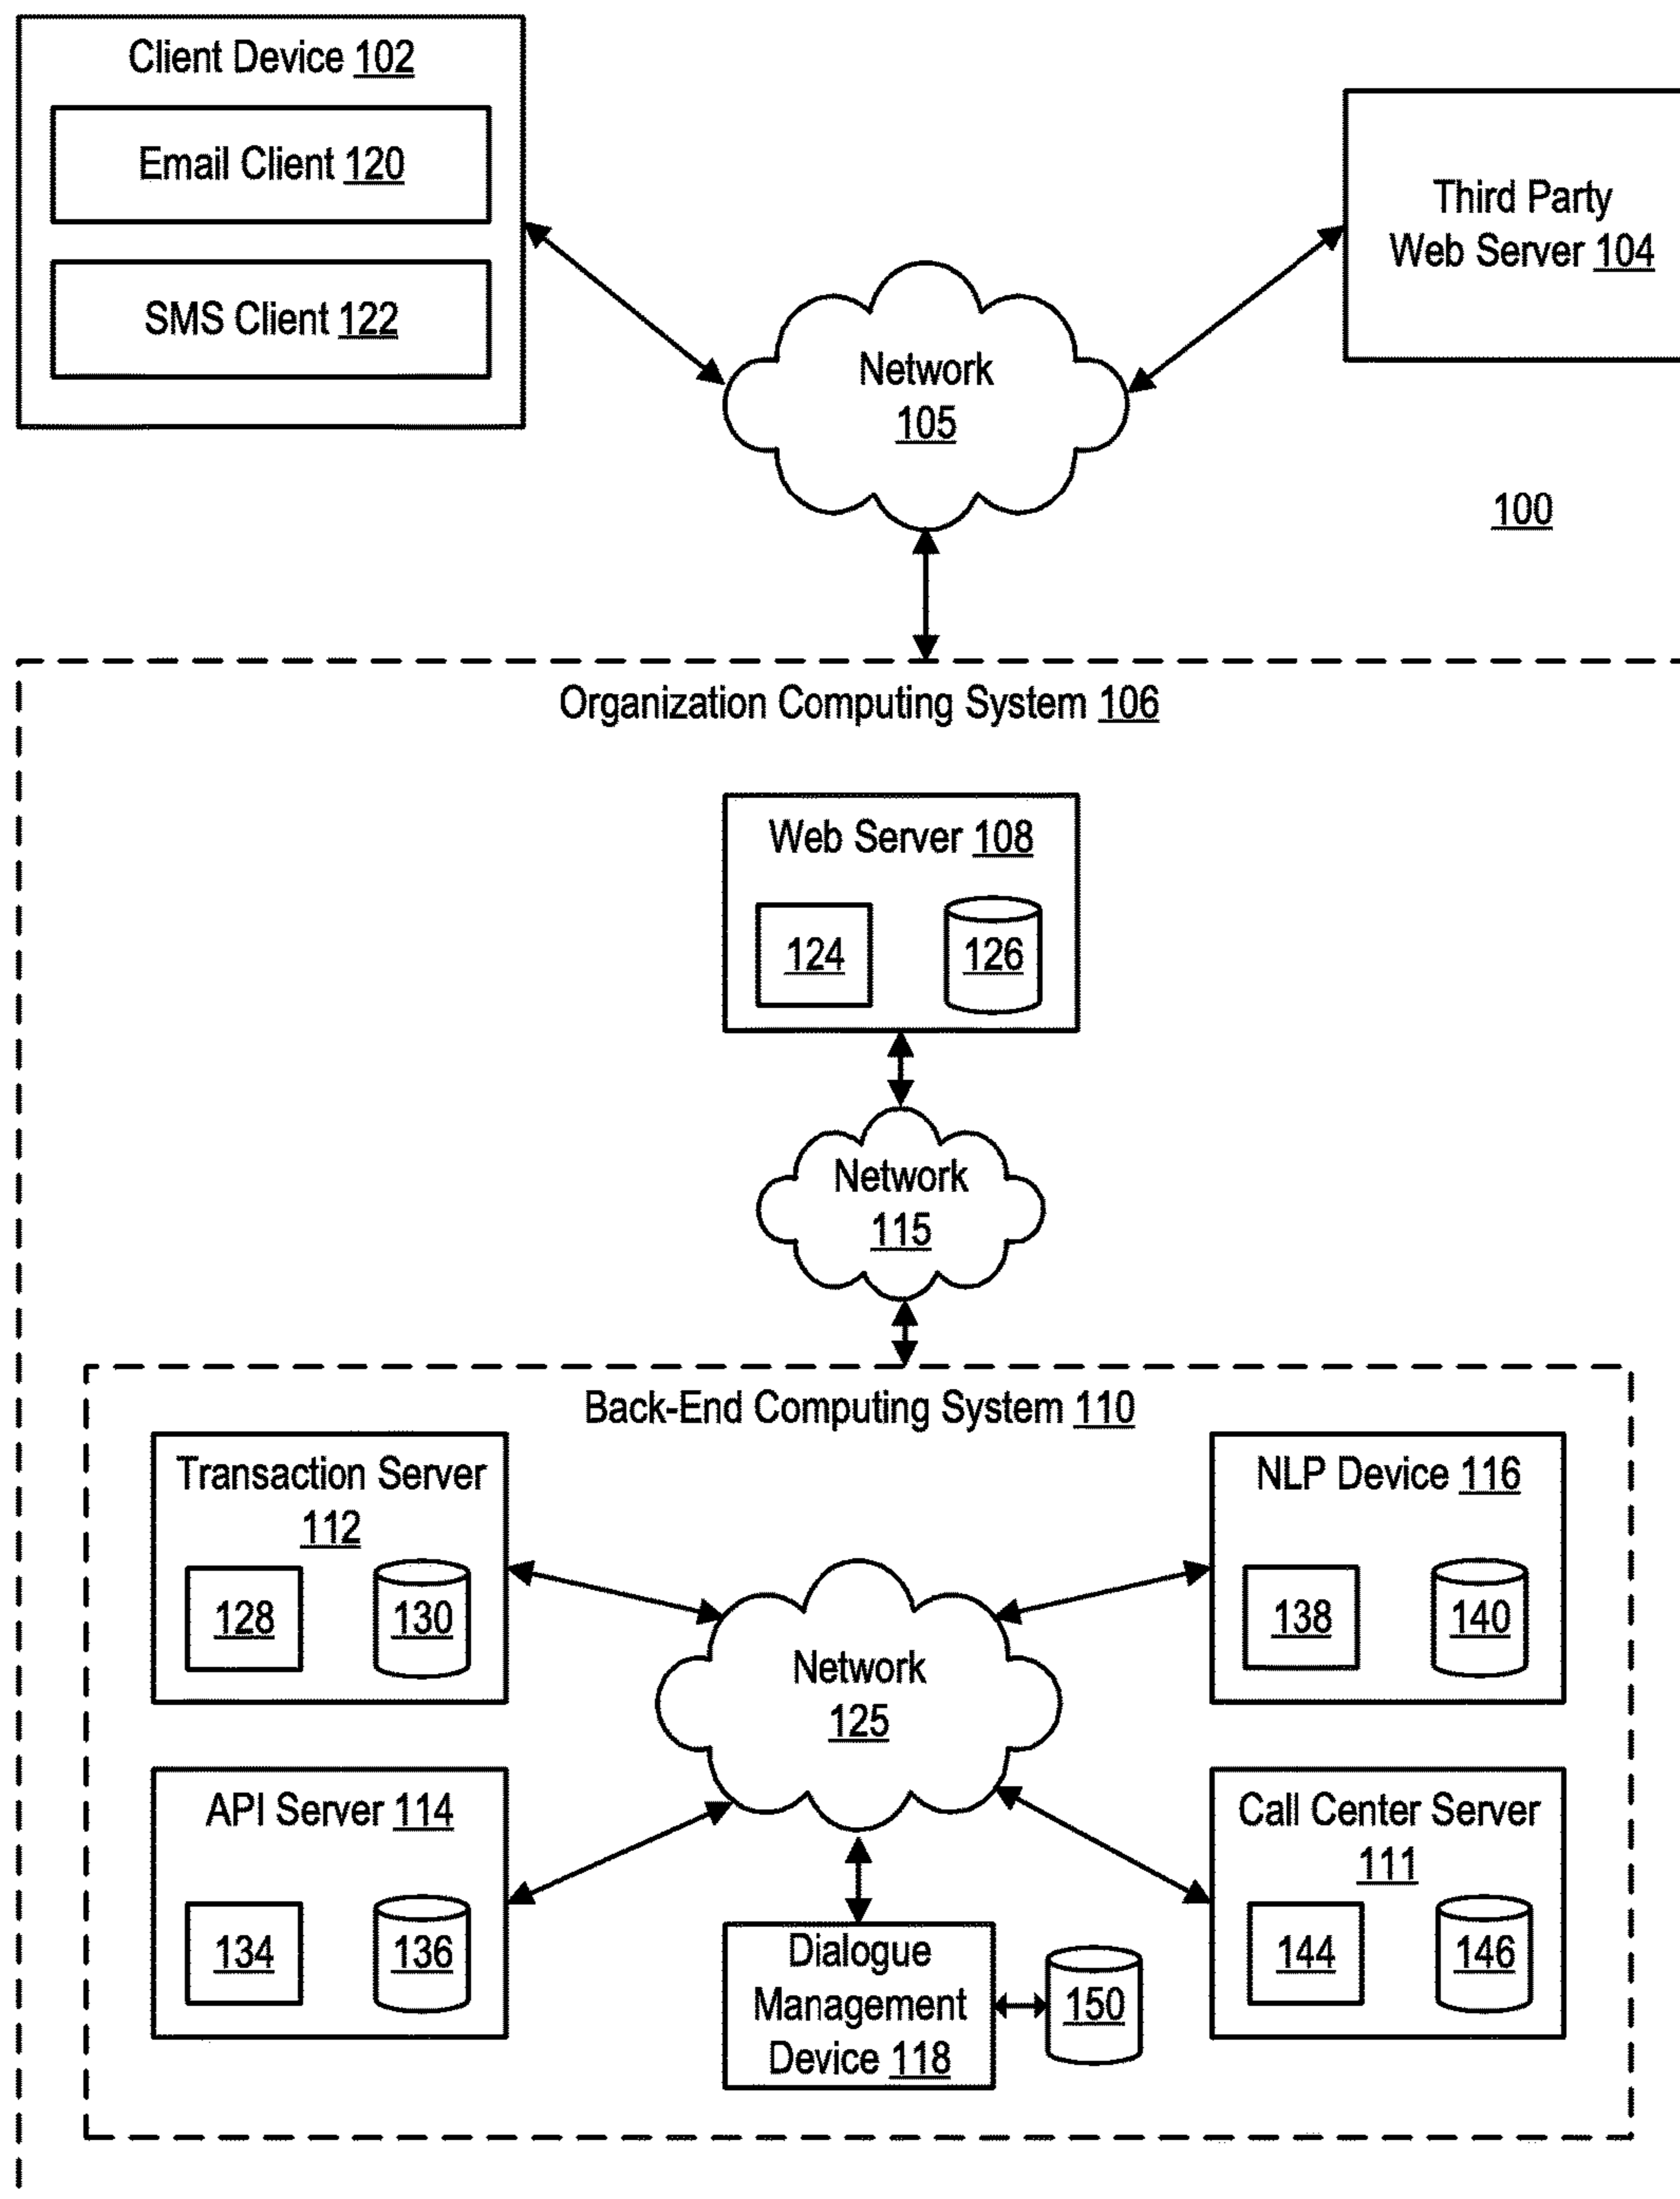 Client Device 102
Email Client 120
SMS Client 122
Third Party
Web Server 104
Network
105
100
Organization Computing System 106
Web Server 108
124
126
Network
115
Back-End Computing System 110
Transaction Server
112
128
130
NLP Device 116
138
140
Network
125
API Server 114
134
136
Call Center Server
111
144
146
Dialogue
Management
Device 118
150